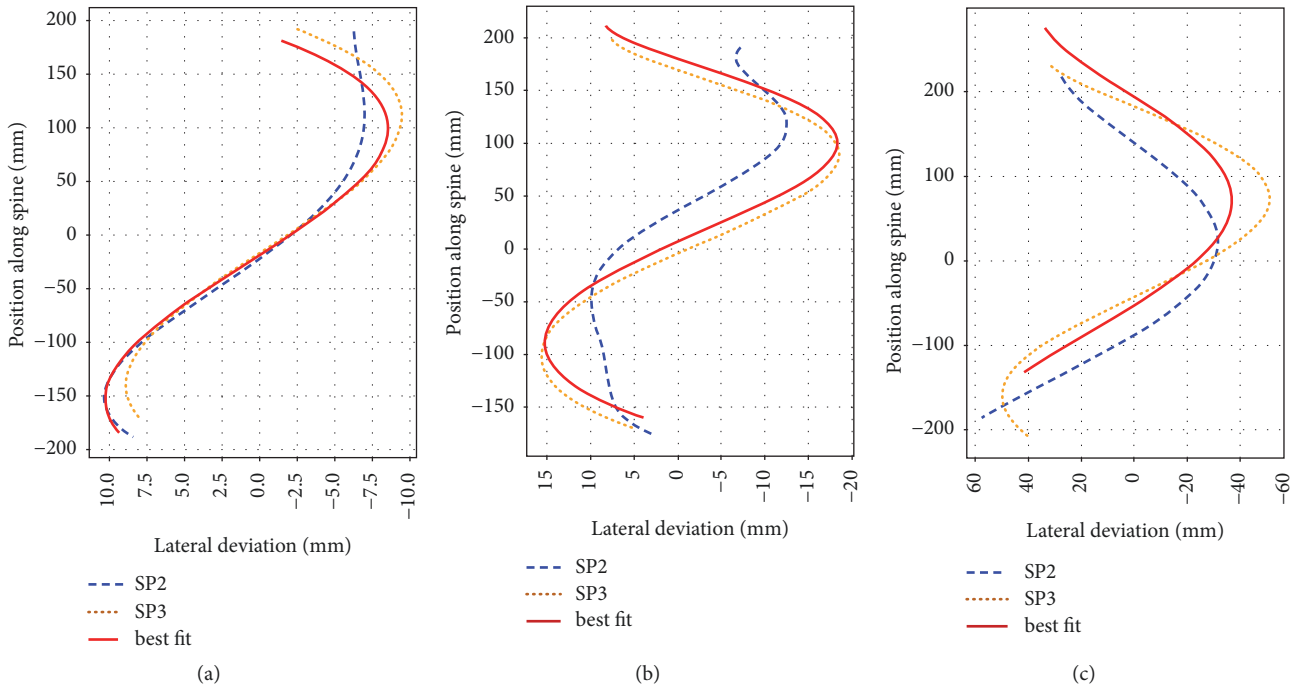 200
150
100
50
0
−50
−100
−150
−200
Position along spine (mm)
10.0
7.5
5.0
2.5
0.0
−2.5
−5.0
−7.5
−10.0
Lateral deviation (mm)
SP2
SP3
best fit
(a)
200
150
100
50
0
−50
−100
−150
Position along spine (mm)
15
10
5
0
−5
−10
−15
−20
Lateral deviation (mm)
SP2
SP3
best fit
(b)
200
100
0
−100
−200
Position along spine (mm)
60
40
20
0
−20
−40
−60
Lateral deviation (mm)
SP2
SP3
best fit
(c)